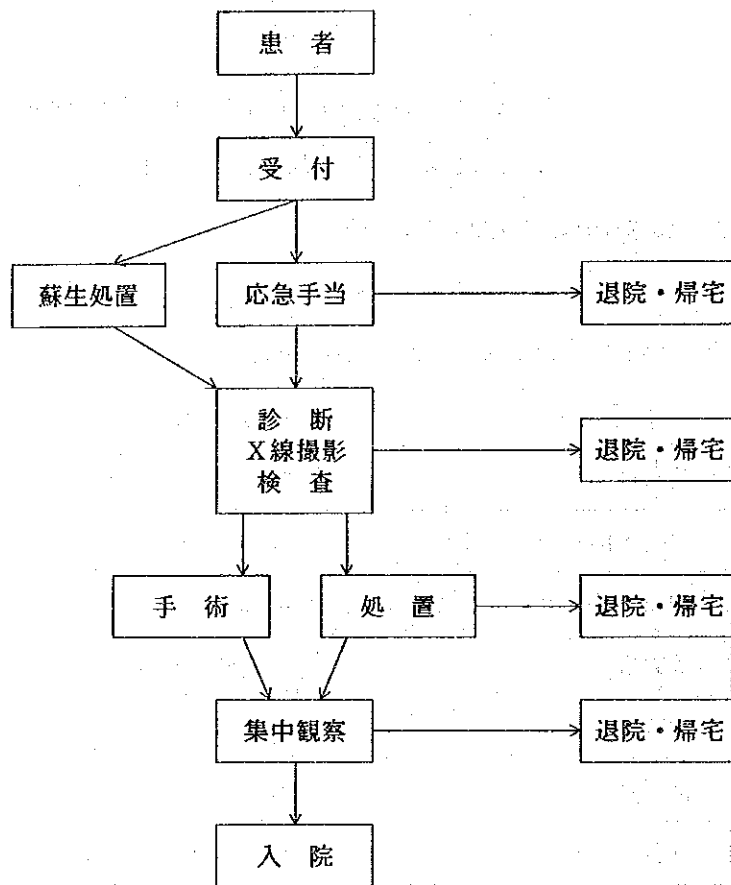 患者
受付
蘇生処置
応急手当
退院・帰宅
診断
X線撮影
検査
退院・帰宅
手術
処置
退院・帰宅
集中観察
退院・帰宅
入院